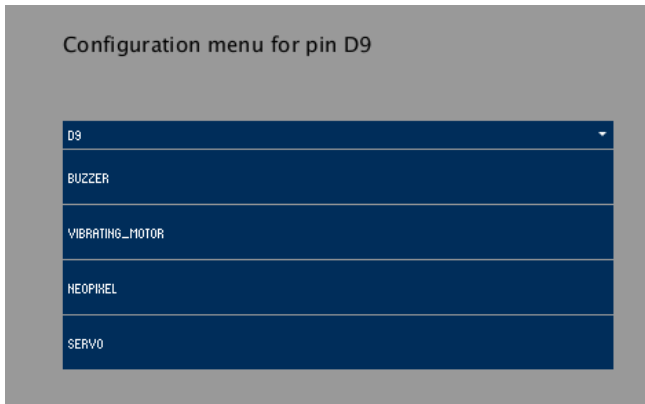 Configuration menu for pin D9
D9
BUZZER
VIBRATING_MOTOR
NEOPIXEL
SERVO